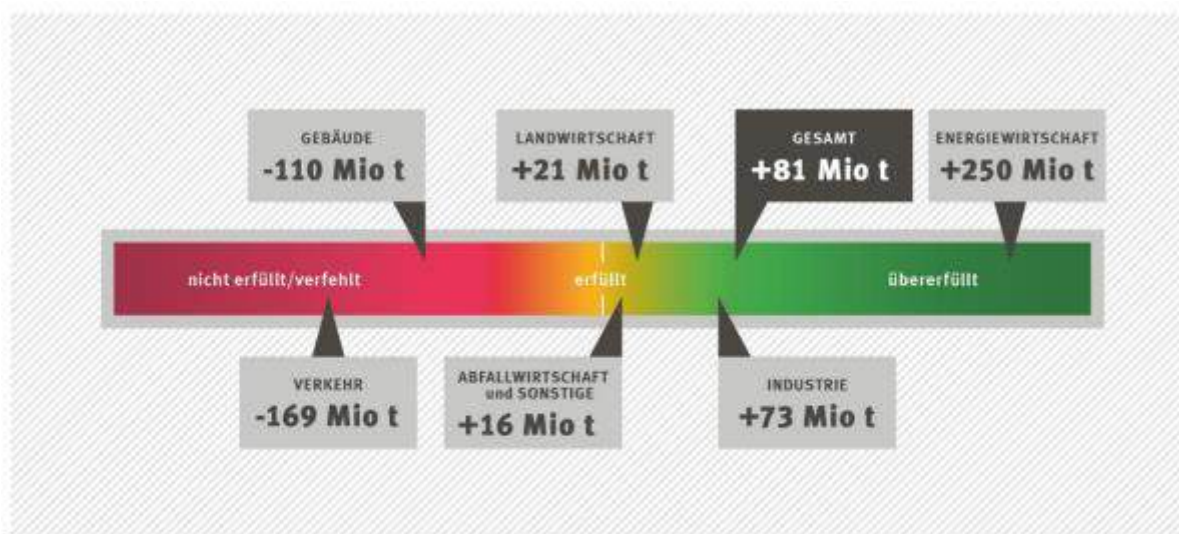 GEBÄUDE
-110 Mio t
LANDWIRTSCHAFT
+21 Mio t
GESAMT
+81 Mio t
ENERGIEWIRTSCHAFT
+250 Mio t
nicht erfüllt/verfehlt
erfüllt
übererfüllt
VERKEHR
-169 Mio t
ABFALLWIRTSCHAFT
und SONSTIGE
+16 Mio t
INDUSTRIE
+73 Mio t